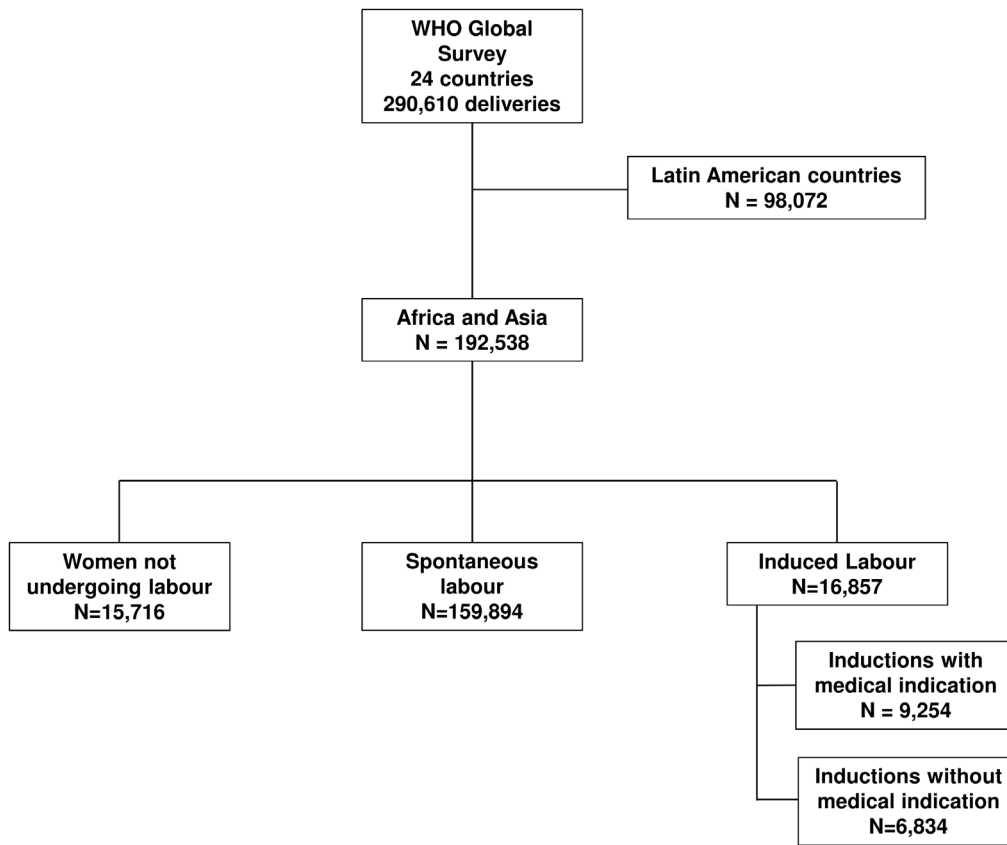 WHO Global
Survey
24 countries
290,610 deliveries
Latin American countries
N = 98,072
Africa and Asia
N = 192,538
Women not
undergoing labour
N=15,716
Spontaneous
labour
N=159,894
Induced Labour
N=16,857
Inductions with
medical indication
N = 9,254
Inductions without
medical indication
N=6,834